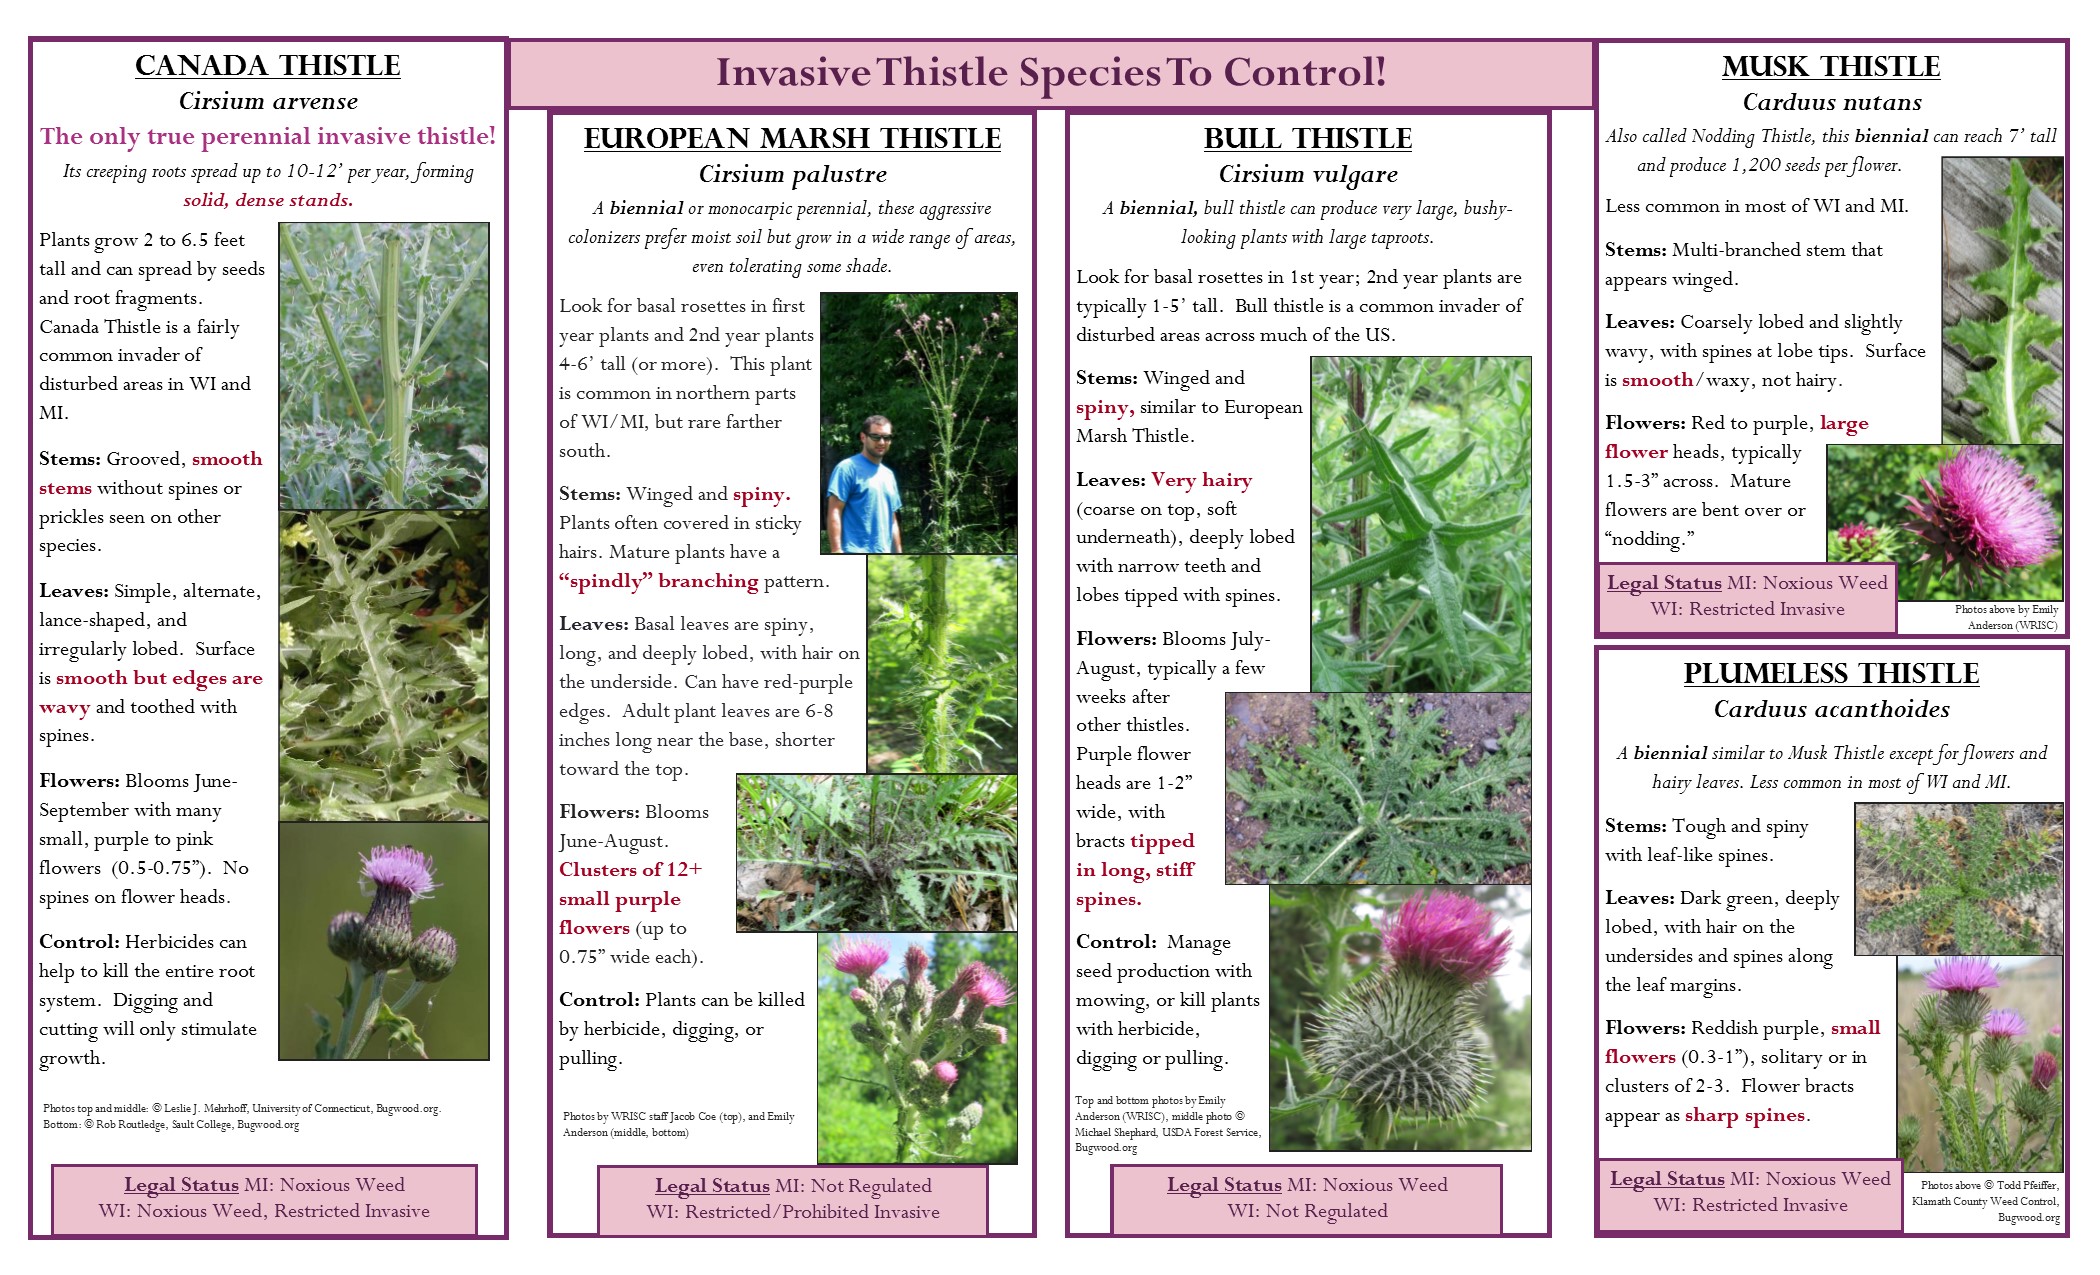 CANADA THISTLE
Cirsium arvense
The only true perennial invasive thistle!
Its creeping roots spread up to 10-12’ per year, forming
solid, dense stands.
Plants grow 2 to 6.5 feet
tall and can spread by seeds
and root fragments.
Canada Thistle is a fairly
common invader of
disturbed areas in WI and
MI.
Stems: Grooved, smooth
stems without spines or
prickles seen on other
species.
Leaves: Simple, alternate,
lance-shaped, and
irregularly lobed.  Surface
is smooth but edges are
wavy and toothed with
spines.
Flowers: Blooms June-
September with many
small, purple to pink
flowers  (0.5-0.75”).  No
spines on flower heads.
Control: Herbicides can
help to kill the entire root
system.  Digging and
cutting will only stimulate
growth.
Photos top and middle: © Leslie J. Mehrhoff, University of Connecticut, Bugwood.org.
Bottom: © Rob Routledge, Sault College, Bugwood.org
Legal Status MI: Noxious Weed
WI: Noxious Weed, Restricted Invasive
Invasive Thistle Species To Control!
EUROPEAN MARSH THISTLE
Cirsium palustre
A biennial or monocarpic perennial, these aggressive
colonizers prefer moist soil but grow in a wide range of areas,
even tolerating some shade.
Look for basal rosettes in first
year plants and 2nd year plants
4-6’ tall (or more).  This plant
is common in northern parts
of WI/MI, but rare farther
south.
Stems: Winged and spiny.
Plants often covered in sticky
hairs. Mature plants have a
“spindly” branching pattern.
Leaves: Basal leaves are spiny,
long, and deeply lobed, with hair on
the underside. Can have red-purple
edges.  Adult plant leaves are 6-8
inches long near the base, shorter
toward the top.
Flowers: Blooms
June-August.
Clusters of 12+
small purple
flowers (up to
0.75” wide each).
Control: Plants can be killed
by herbicide, digging, or
pulling.
Photos by WRISC staff Jacob Coe (top), and Emily
Anderson (middle, bottom)
Legal Status MI: Not Regulated
WI: Restricted/Prohibited Invasive
BULL THISTLE
Cirsium vulgare
A biennial, bull thistle can produce very large, bushy-
looking plants with large taproots.
Look for basal rosettes in 1st year; 2nd year plants are
typically 1-5’ tall.  Bull thistle is a common invader of
disturbed areas across much of the US.
Stems: Winged and
spiny, similar to European
Marsh Thistle.
Leaves: Very hairy
(coarse on top, soft
underneath), deeply lobed
with narrow teeth and
lobes tipped with spines.
Flowers: Blooms July-
August, typically a few
weeks after
other thistles.
Purple flower
heads are 1-2”
wide, with
bracts tipped
in long, stiff
spines.
Control:  Manage
seed production with
mowing, or kill plants
with herbicide,
digging or pulling.
Top and bottom photos by Emily
Anderson (WRISC), middle photo ©
Michael Shephard, USDA Forest Service,
Bugwood.org
Legal Status MI: Noxious Weed
WI: Not Regulated
MUSK THISTLE
Carduus nutans
Also called Nodding Thistle, this biennial can reach 7’ tall
and produce 1,200 seeds per flower.
Less common in most of WI and MI.
Stems: Multi-branched stem that
appears winged.
Leaves: Coarsely lobed and slightly
wavy, with spines at lobe tips.  Surface
is smooth/waxy, not hairy.
Flowers: Red to purple, large
flower heads, typically
1.5-3” across.  Mature
flowers are bent over or
“nodding.”
Legal Status MI: Noxious Weed
WI: Restricted Invasive
Photos above by Emily
Anderson (WRISC)
PLUMELESS THISTLE
Carduus acanthoides
A biennial similar to Musk Thistle except for flowers and
hairy leaves. Less common in most of WI and MI.
Stems: Tough and spiny
with leaf-like spines.
Leaves: Dark green, deeply
lobed, with hair on the
undersides and spines along
the leaf margins.
Flowers: Reddish purple, small
flowers (0.3-1”), solitary or in
clusters of 2-3.  Flower bracts
appear as sharp spines.
Legal Status MI: Noxious Weed
WI: Restricted Invasive
Photos above © Todd Pfeiffer,
Klamath County Weed Control,
Bugwood.org